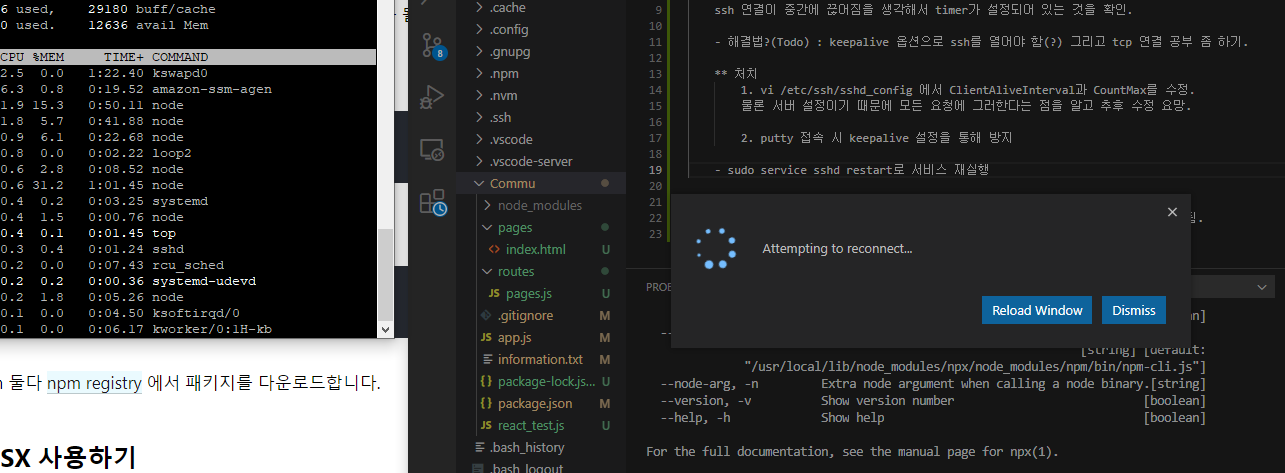 6 used,    29180 buff/cache
0 used.    12636 avail Mem
CPU %MEM     TIME+ COMMAND
2.5  0.0   1:22.40 kswapd0
6.3  0.8   0:19.52 amazon-ssm-agen
1.9 15.3   0:50.11 node
1.8  5.7   0:41.88 node
0.9  6.1   0:22.68 node
0.8  0.0   0:02.22 loop2
0.6  2.8   0:08.52 node
0.6 31.2   1:01.45 node
0.4  0.2   0:03.25 systemd
0.4  1.5   0:00.76 node
0.4  0.1   0:01.45 top
0.3  0.4   0:01.24 sshd
0.2  0.0   0:07.43 rcu_sched
0.2  0.2   0:00.36 systemd-udevd
0.2  1.8   0:05.26 node
0.1  0.0   0:04.50 ksoftirqd/0
0.1  0.0   0:06.17 kworker/0:1H-kb
둘다 npm registry 에서 패키지를 다운로드합니다.
SX 사용하기
8
.cache
.config
.gnupg
.npm
.nvm
.ssh
.vscode
.vscode-server
Commu
node_modules
pages
index.html U
routes
pages.js U
.gitignore M
app.js M
information.txt M
package-lock.js... M
package.json M
react_test.js U
.bash_history
.bash_logout
9 ssh 연결이 중간에 끊어짐을 생각해서 timer가 설정되어 있는 것을 확인.
10
11 - 해결법?(Todo) : keepalive 옵션으로 ssh를 열어야 함(?) 그리고 tcp 연결 공부 좀 하기.
12
13 ** 처치
14 1. vi /etc/ssh/sshd_config 에서 ClientAliveInterval과 CountMax를 수정.
15 물론 서버 설정이기 때문에 모든 요청에 그러한다는 점을 알고 추후 수정 요망.
16
17 2. putty 접속 시 keepalive 설정을 통해 방지
18
19 - sudo service sshd restart로 서비스 재실행
20
21
22
23
Attempting to reconnect...
Reload Window
Dismiss
PROB
[string] [default:
"/usr/local/lib/node_modules/npx/node_modules/npm/bin/npm-cli.js"]
--node-arg, -n Extra node argument when calling a node binary.[string]
--version, -v Show version number [boolean]
--help, -h Show help [boolean]
For the full documentation, see the manual page for npx(1).